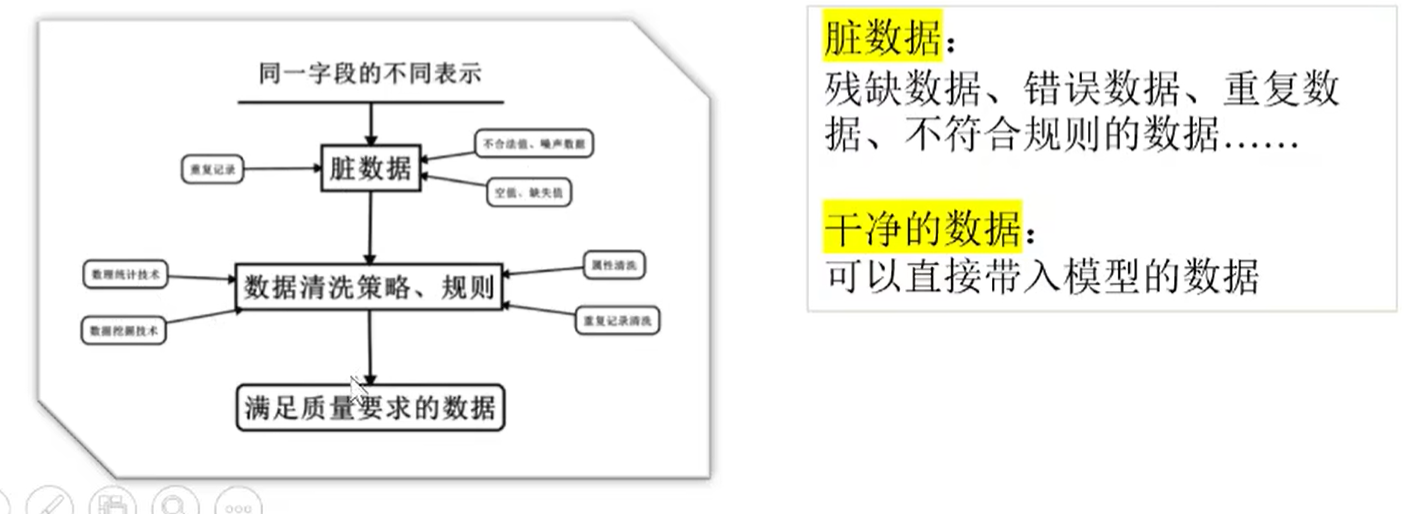 同一字段的不同表示
不合法值、噪声数据
重复记录
脏数据
空值、缺失值
数理统计技术
属性清洗
数据清洗策略、规则
数据挖掘技术
重复记录清洗
满足质量要求的数据
脏数据：
残缺数据、错误数据、重复数
据、不符合规则的数据……
干净的数据：
可以直接带入模型的数据